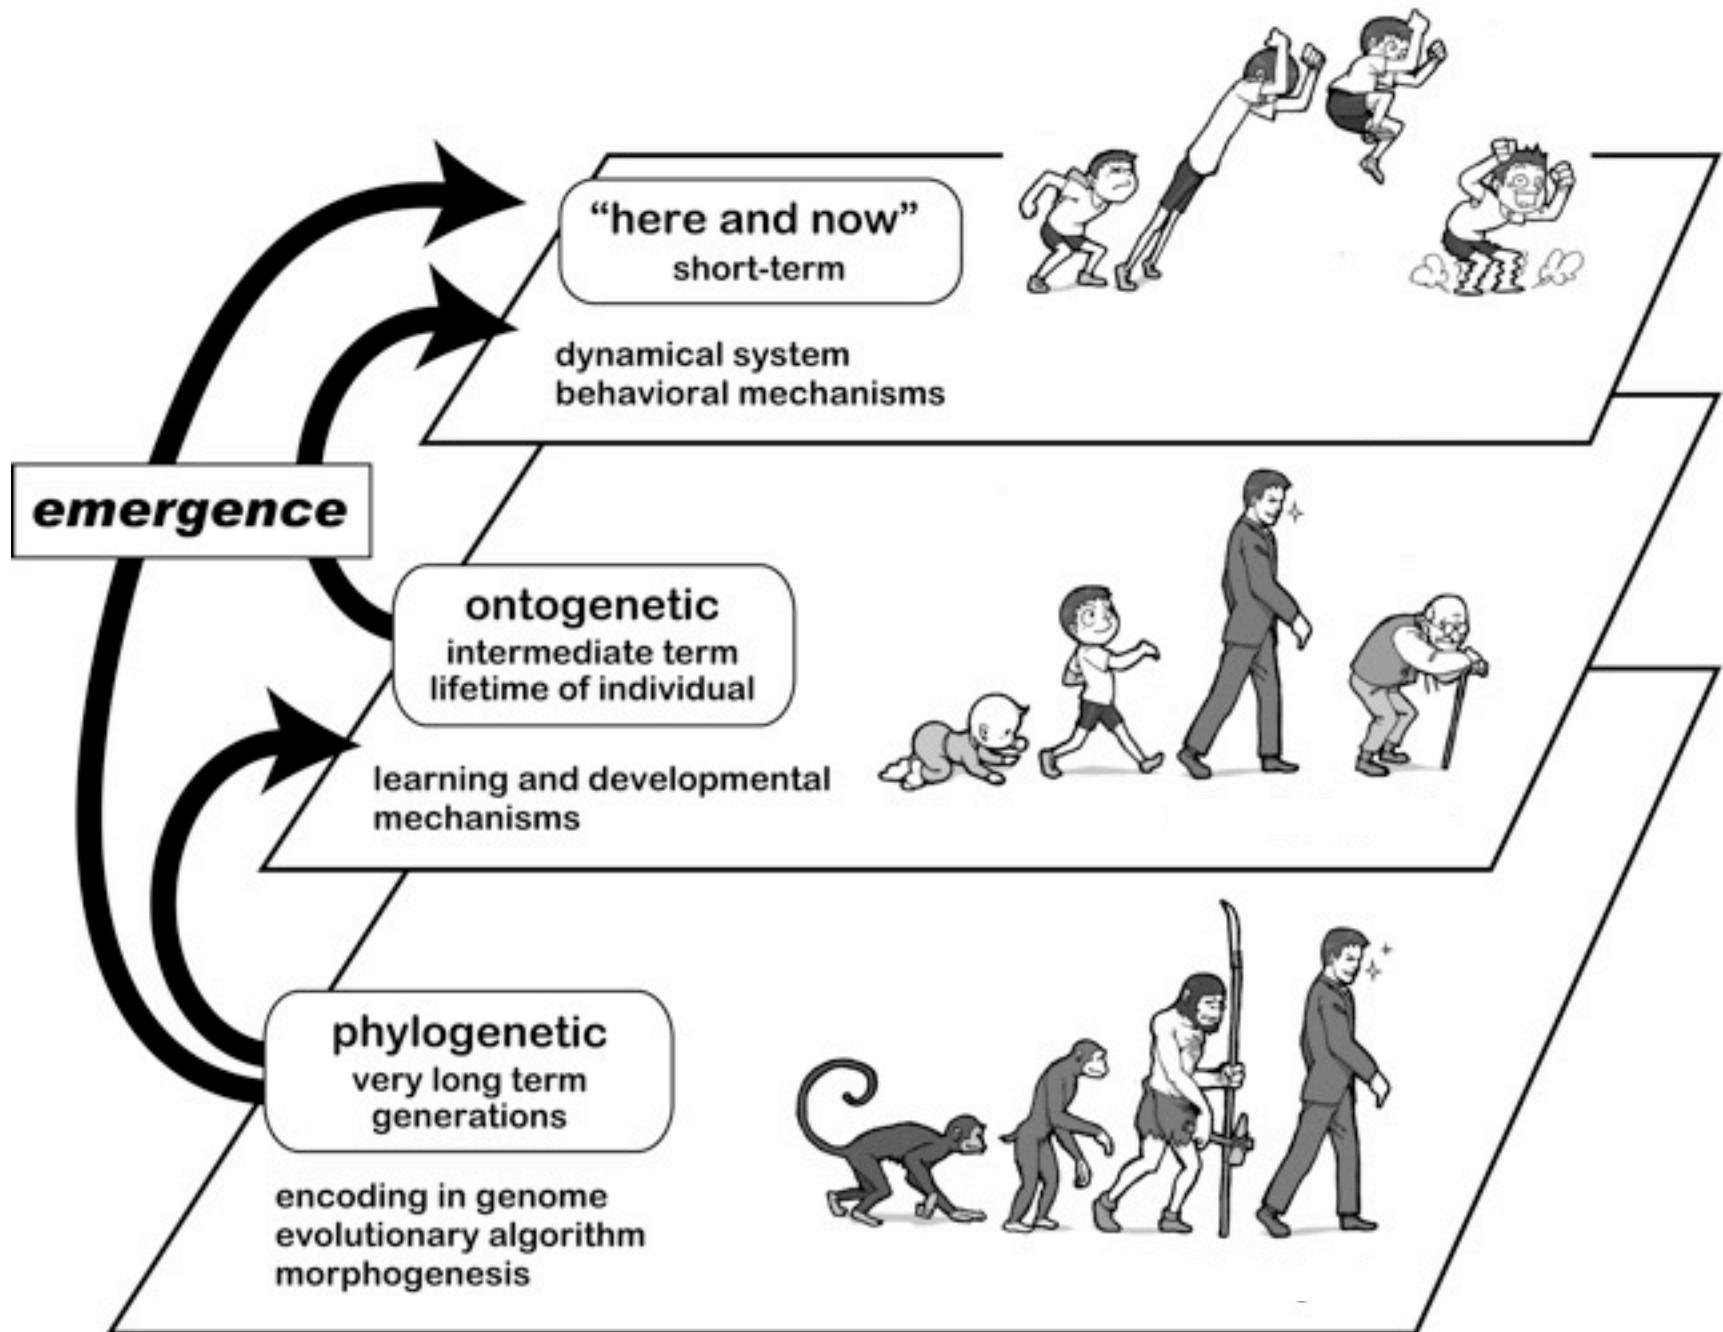 “here and now”
short-term
dynamical system
behavioral mechanisms
emergence
ontogenetic
intermediate term
lifetime of individual
learning and developmental
mechanisms
phylogenetic
very long term
generations
encoding in genome
evolutionary algorithm
morphogenesis